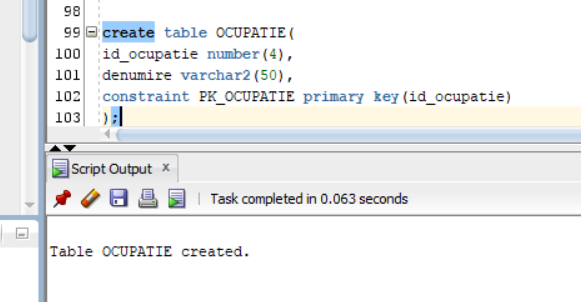 98
99 create table OCUPATIE(
100 id_ocupatie number(4),
101 denumire varchar2(50),
102 constraint PK_OCUPATIE primary key(id_ocupatie)
103 );
Script Output x
Task completed in 0.063 seconds
Table OCUPATIE created.